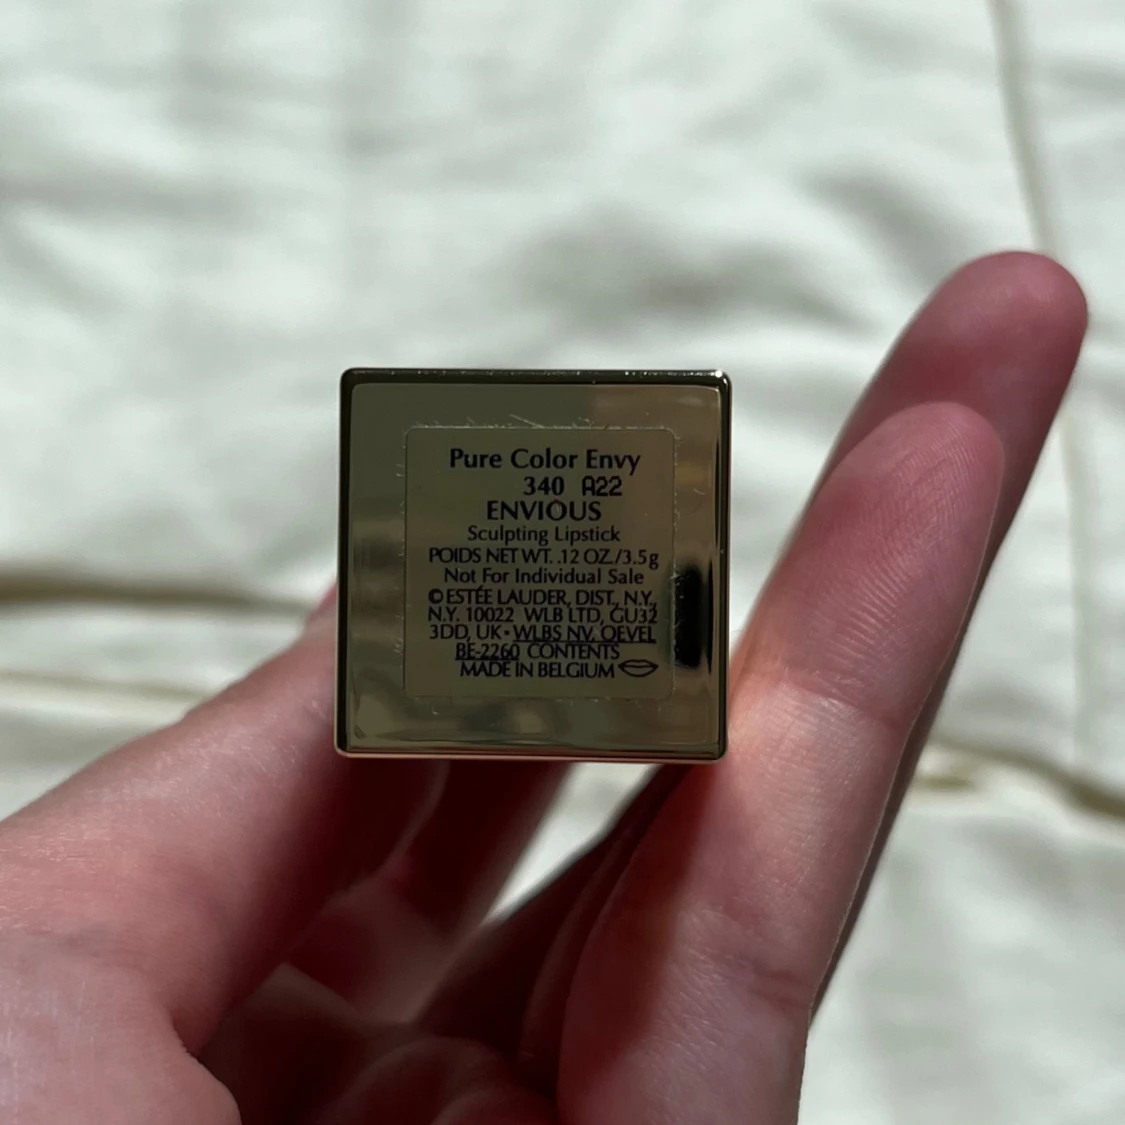 Pure Color Envy
340 A22
ENVIOUS
Sculpting Lipstick
POIDS NET WT. .12 OZ./3.5g
Not For Individual Sale
© ESTÉE LAUDER, DIST., N.Y.,
N.Y. 10022 WLB LTD, GU32
3DD, UK • WLBS NV. OEVEL
BE-2260 CONTENTS
MADE IN BELGIUM